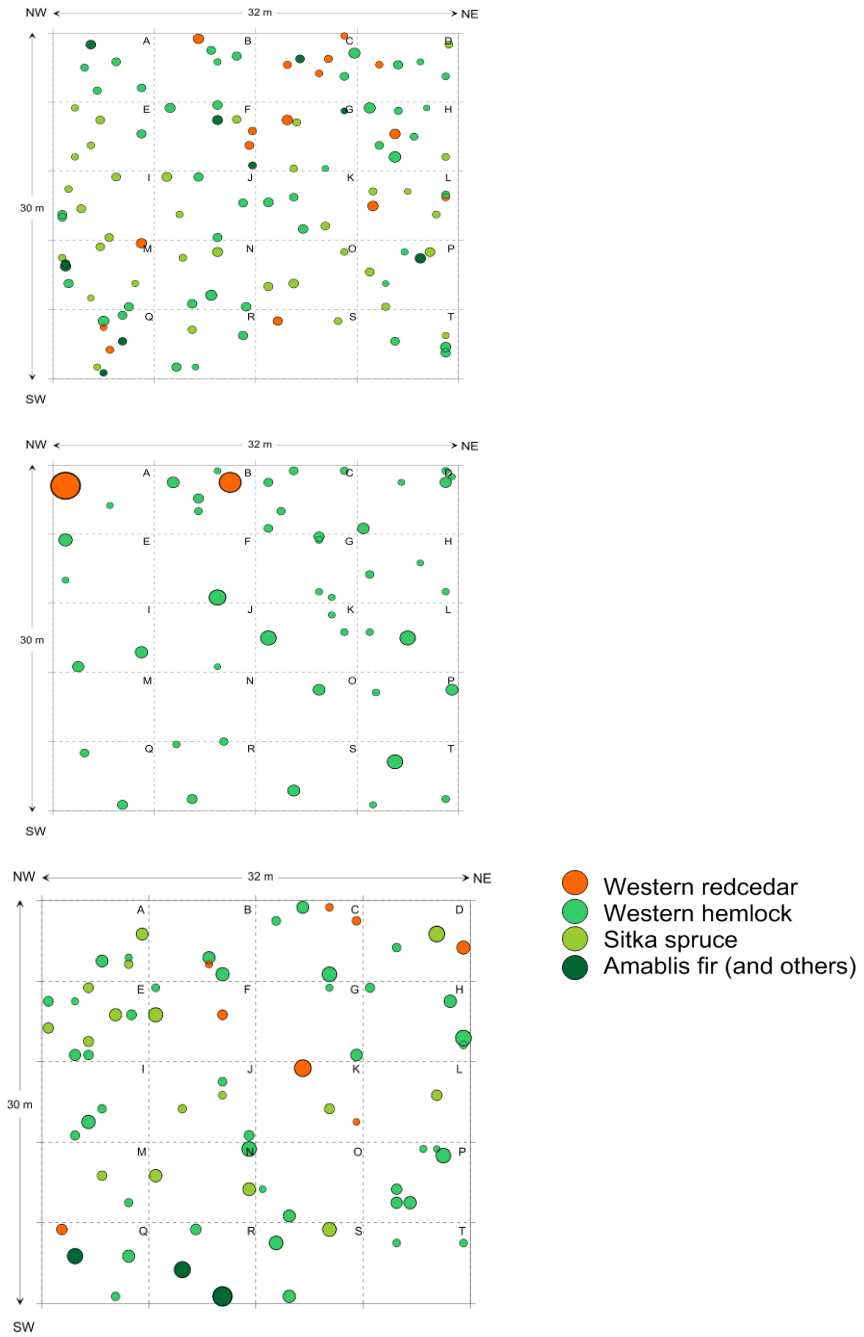 NW 32 m NE
A B C D
E F G H
I J K L
30 m
M N O P
Q R S T
SW
NW 32 m NE
A B C D
E F G H
I J K L
30 m
M N O P
Q R S T
SW
NW 32 m NE
Western redcedar
Western hemlock
Sitka spruce
Amablis fir (and others)
A B C D
E F G H
I J K L
30 m
M N O P
Q R S T
SW